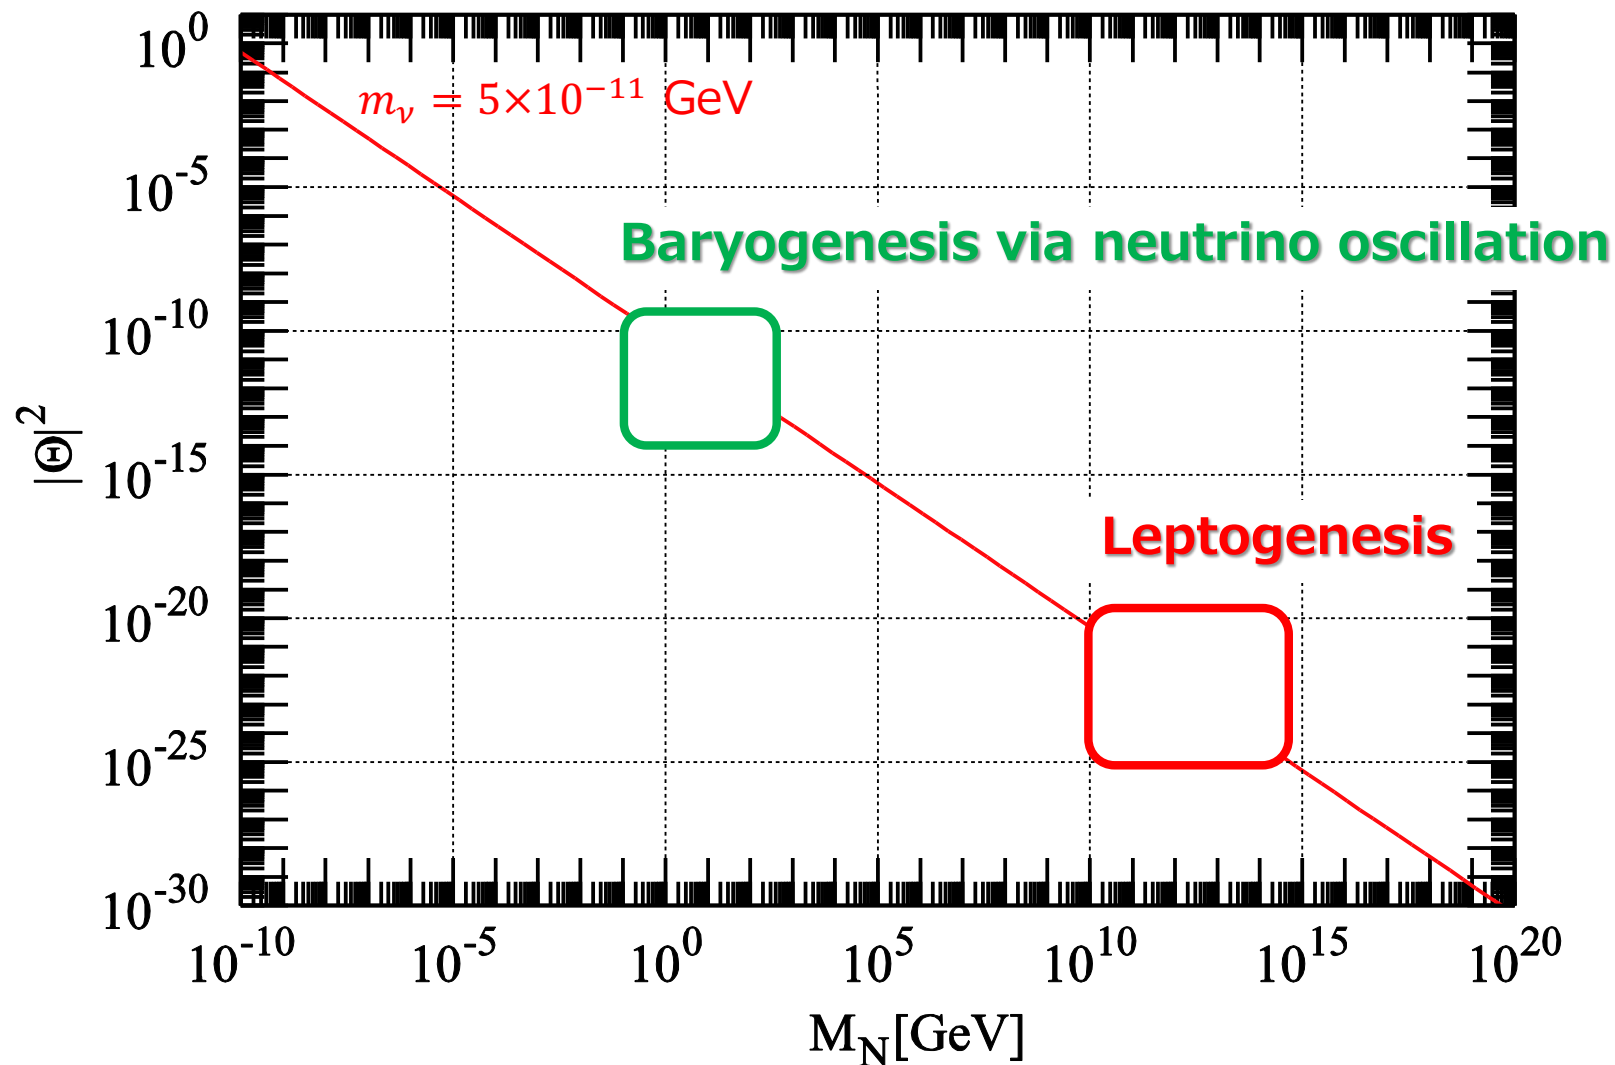 10^0
m_ν = 5×10^−11 GeV
10^-5
Baryogenesis via neutrino oscillation
10^-10
|Θ|^2
10^-15
Leptogenesis
10^-20
10^-25
10^-30
10^-10 10^-5 10^0 10^5 10^10 10^15 10^20
M_N[GeV]